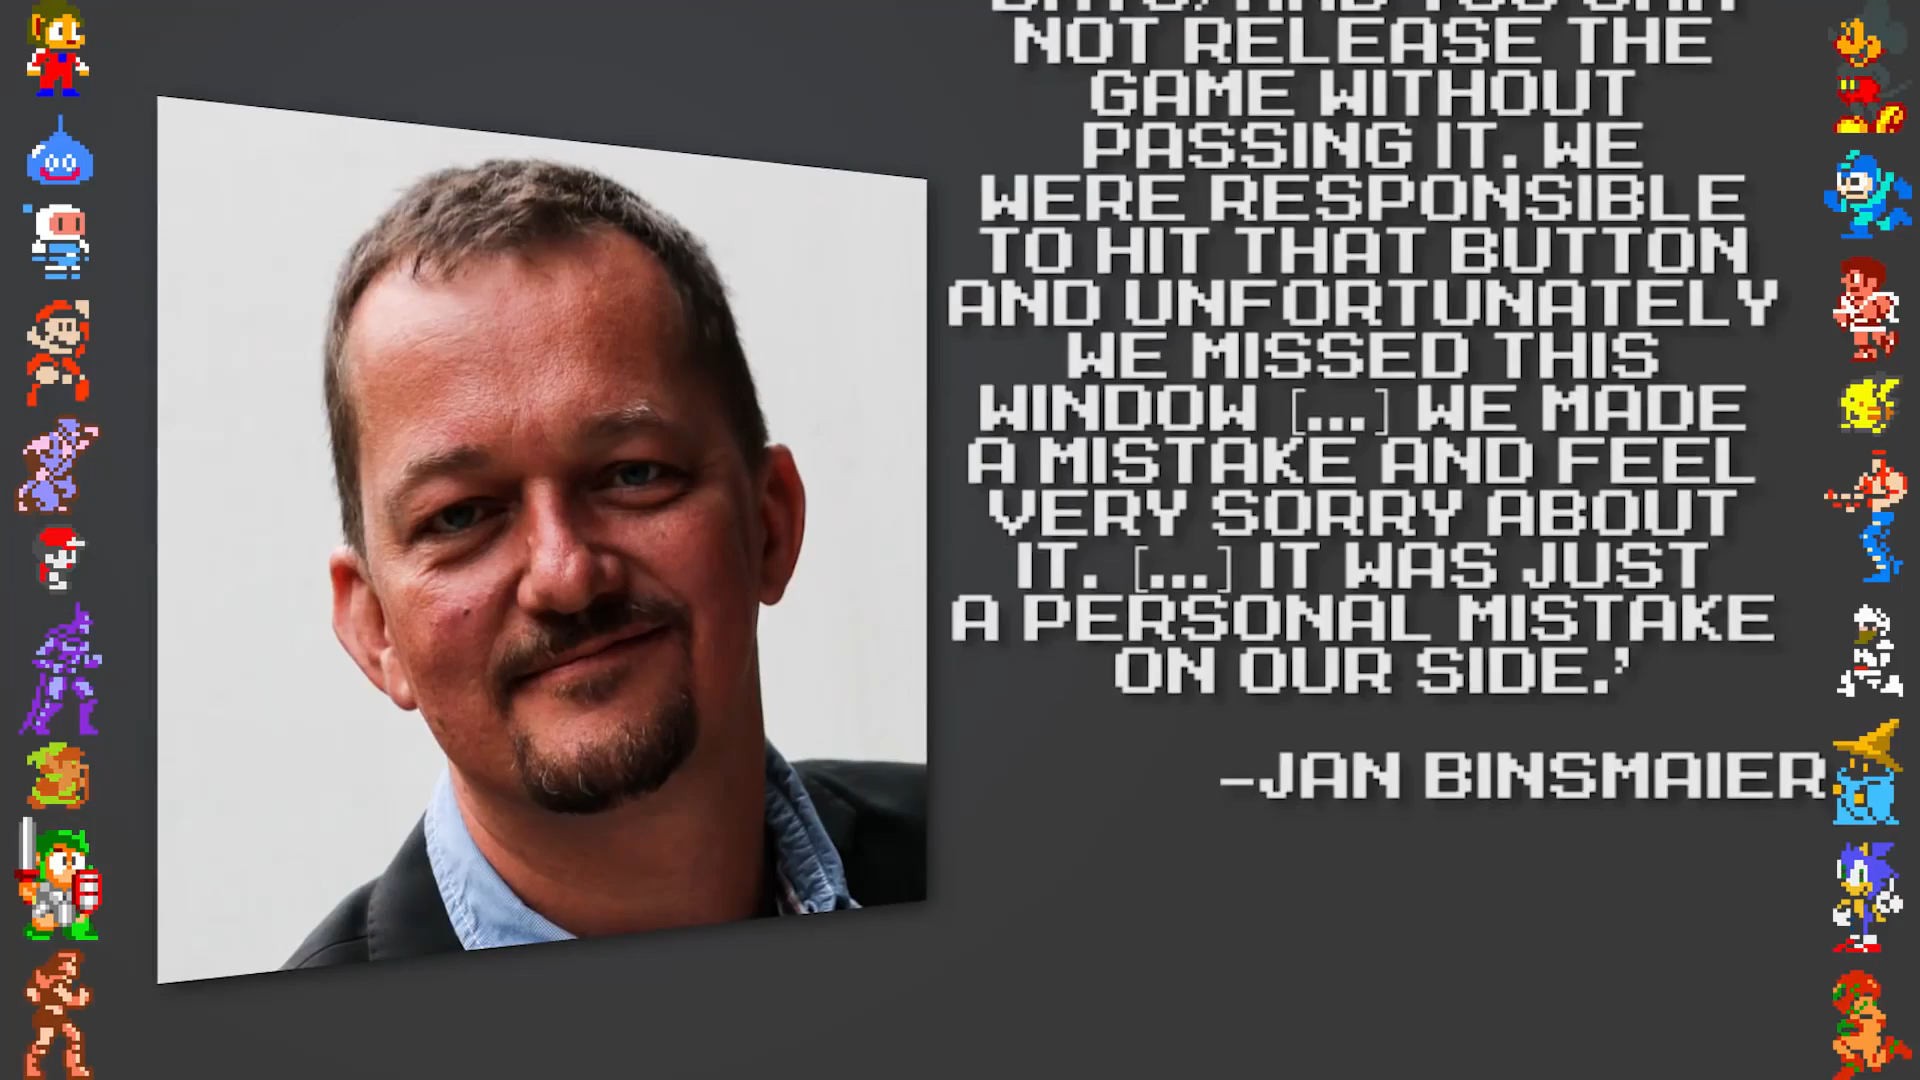 NOT RELEASE THE
GAME WITHOUT
PASSING IT. WE
WERE RESPONSIBLE
TO HIT THAT BUTTON
AND UNFORTUNATELY
WE MISSED THIS
WINDOW [...] WE MADE
A MISTAKE AND FEEL
VERY SORRY ABOUT
IT. [...] IT WAS JUST
A PERSONAL MISTAKE
ON OUR SIDE.’
–JAN BINSMAIER